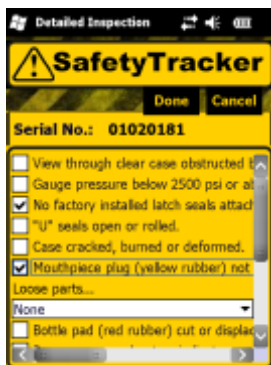 Detailed Inspection
SafetyTracker
Done Cancel
Serial No.: 01020181
View through clear case obstructed
Gauge pressure below 2500 psi or
No factory installed latch seals attach
"U" seals open or rolled.
Case cracked, burned or deformed.
Mouthpiece plug (yellow rubber) not
Loose parts...
None
Bottle pad (red rubber) cut or displac